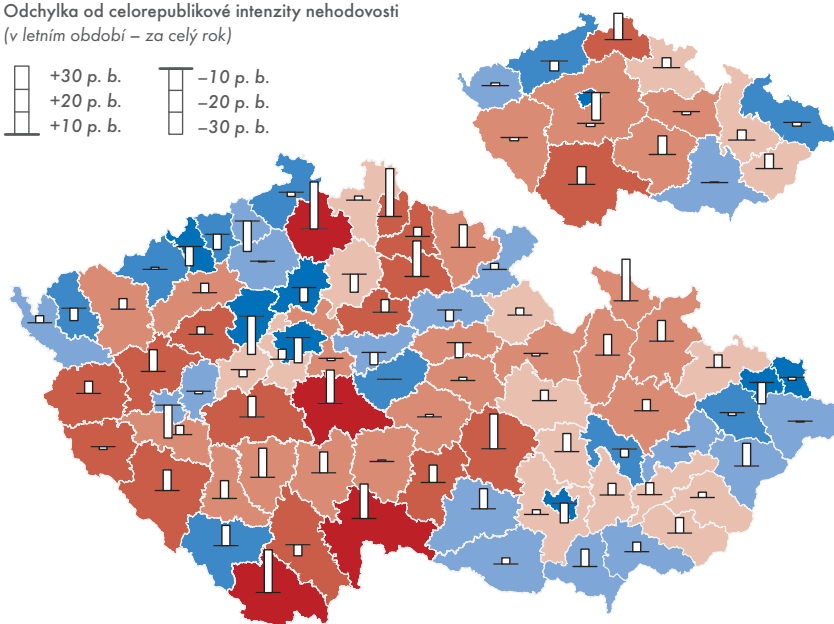 Odchylka od celorepublikové intenzity nehodovosti
(v letním období – za celý rok)
+30 p. b.
+20 p. b.
+10 p. b.
–10 p. b.
–20 p. b.
–30 p. b.